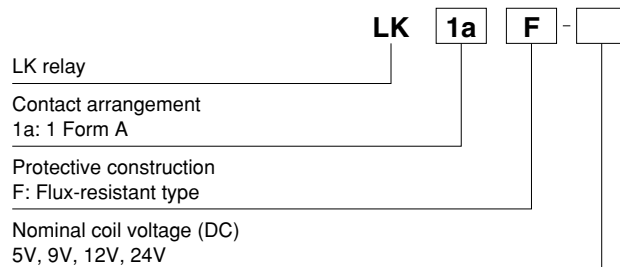 LK 1a F -
LK relay
Contact arrangement
1a: 1 Form A
Protective construction
F: Flux-resistant type
Nominal coil voltage (DC)
5V, 9V, 12V, 24V